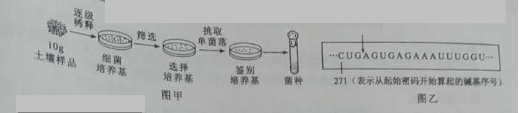 逐级
稀释
10g
土壤样品
细菌
培养基
筛选
选择
培养基
挑取
单菌落
鉴别
培养基
菌种
图甲
…CUGAGUGAGAAAUUUGGU…
271(表示从起始密码开始算起的碱基序号)
图乙